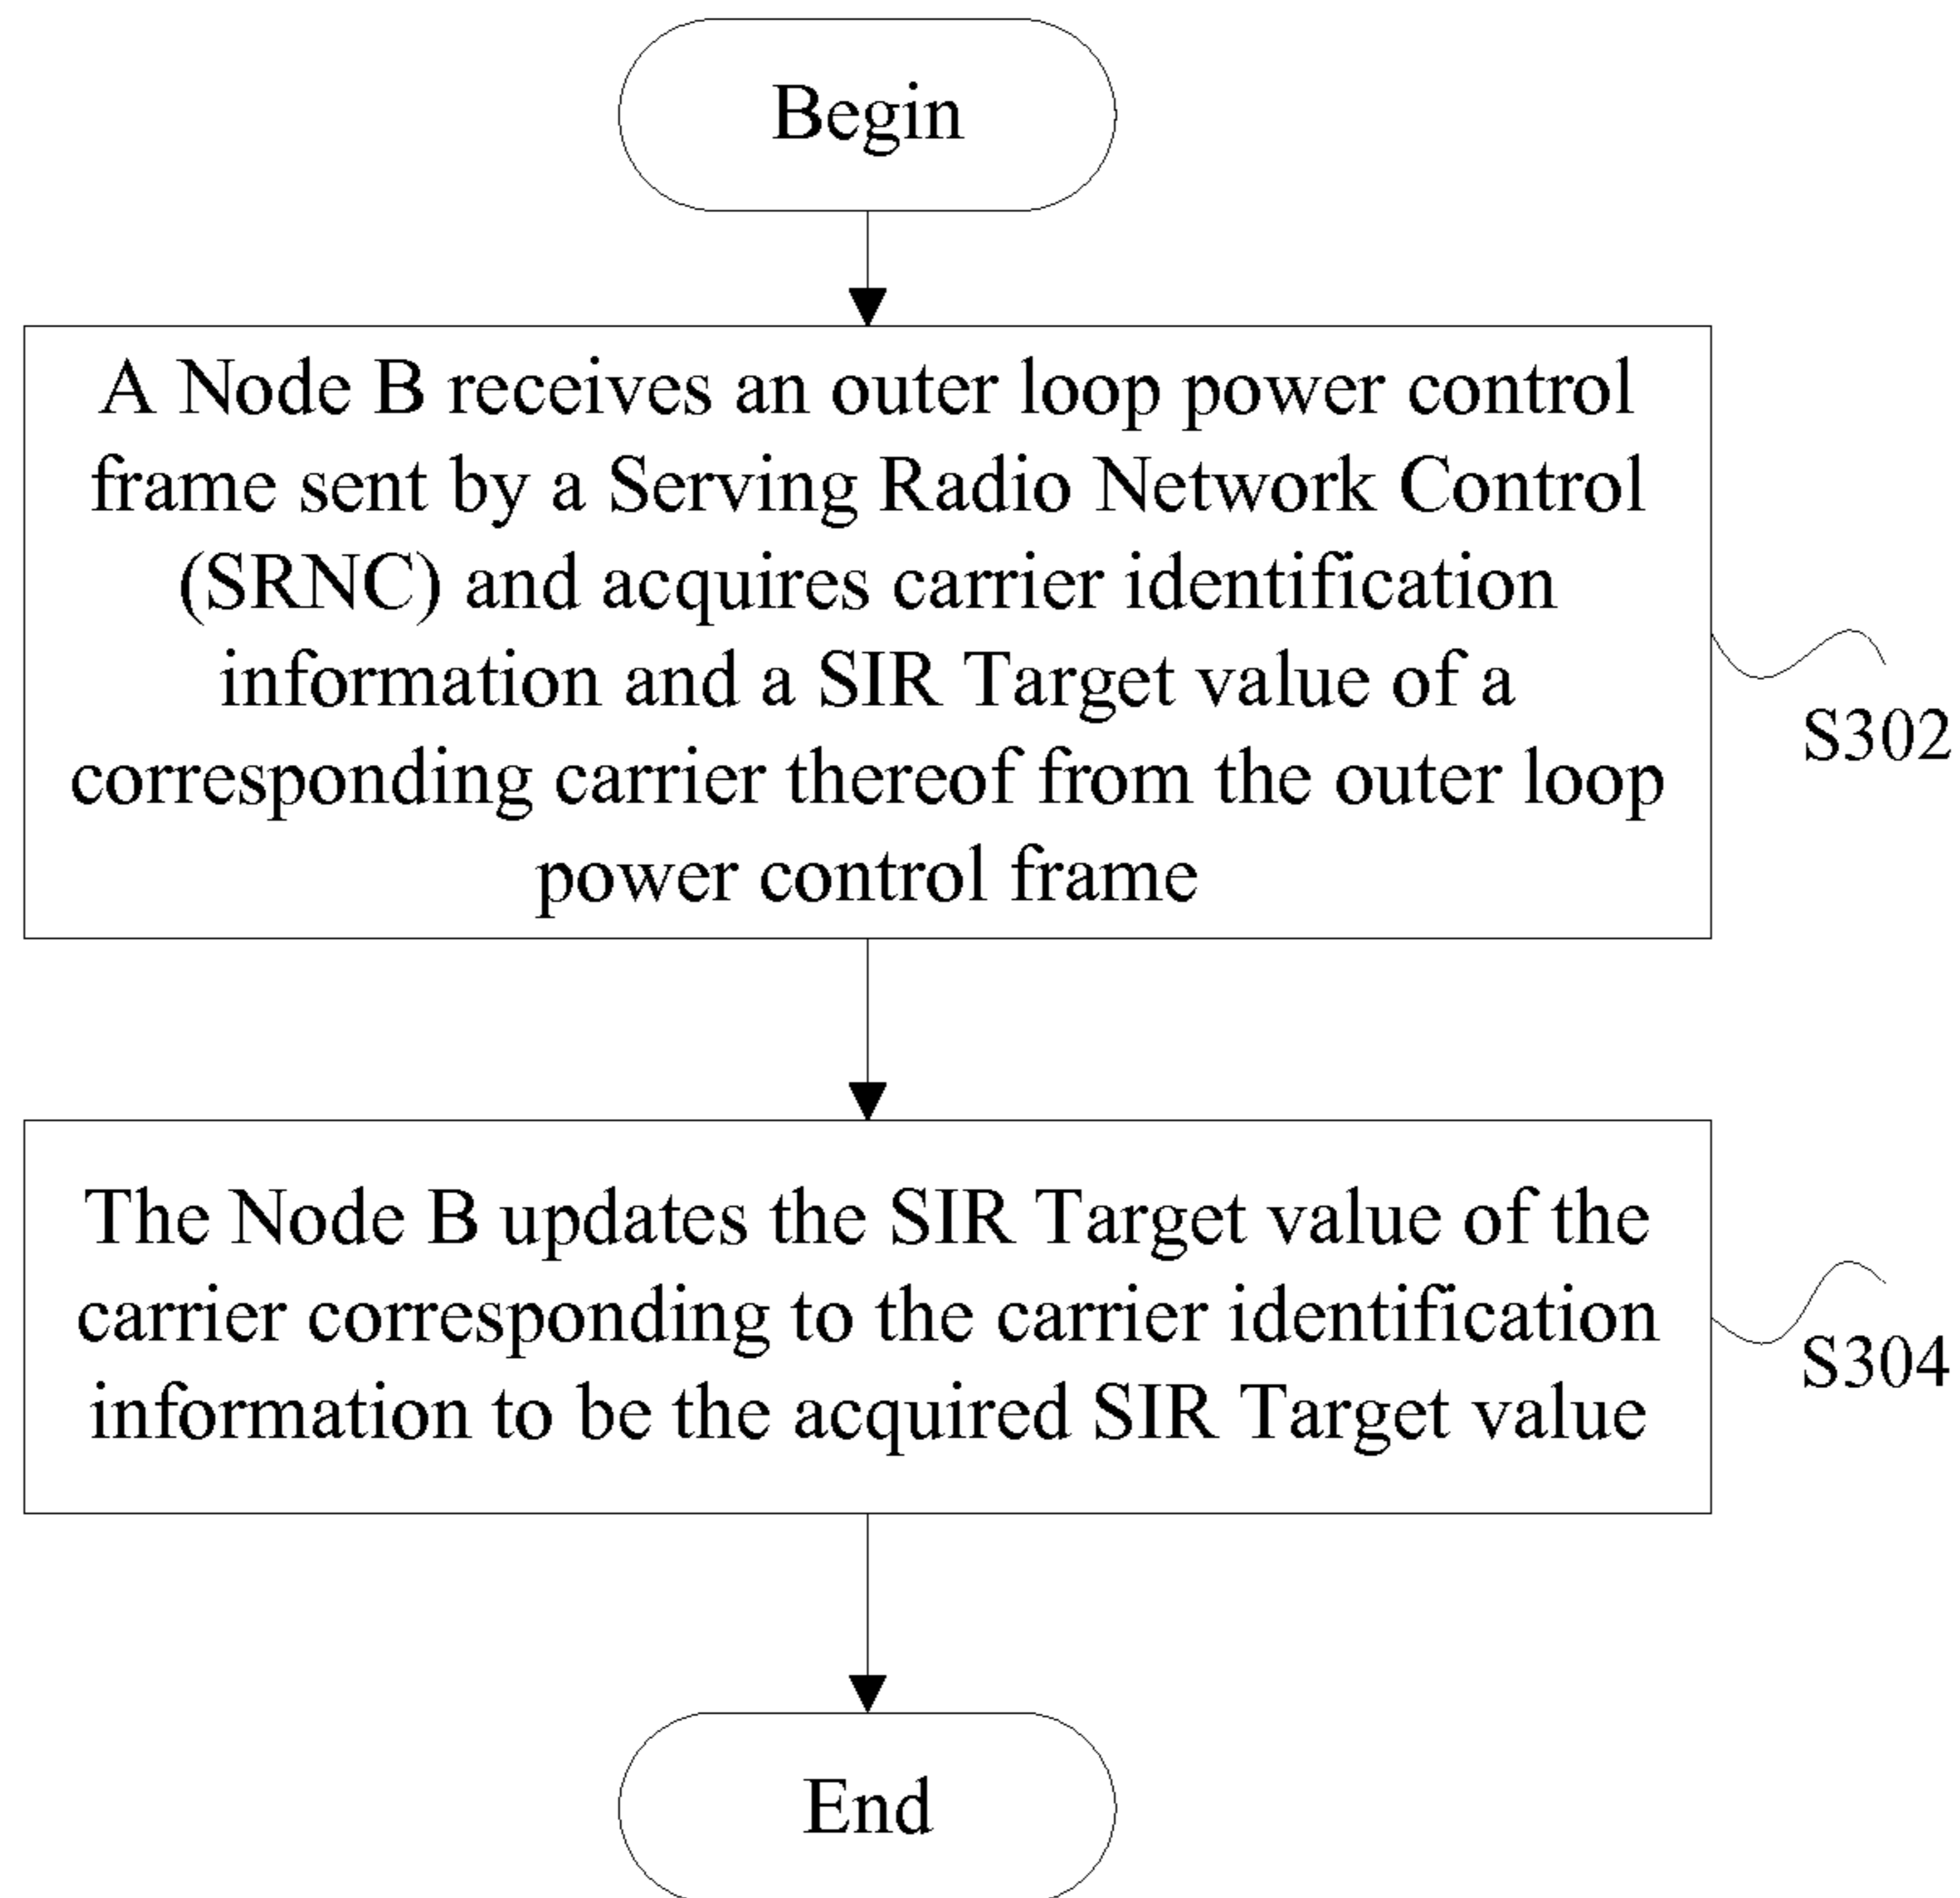 Begin
A Node B receives an outer loop power control
frame sent by a Serving Radio Network Control
(SRNC) and acquires carrier identification
information and a SIR Target value of a
corresponding carrier thereof from the outer loop
power control frame
S302
The Node B updates the SIR Target value of the
carrier corresponding to the carrier identification
information to be the acquired SIR Target value
S304
End